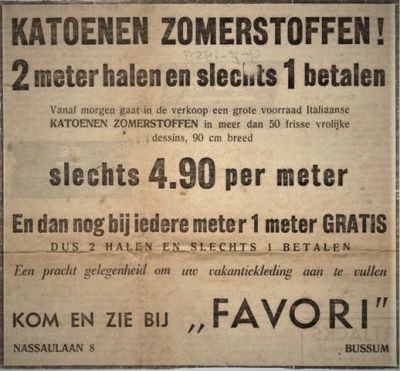 KATOENEN ZOMERSTOFFEN!
2 meter halen en slechts 1 betalen
Vanaf morgen gaat in de verkoop een grote voorraad Italiaanse
KATOENEN ZOMERSTOFFEN in meer dan 50 frisse vrolijke
dessins, 90 cm breed
slechts 4.90 per meter
En dan nog bij iedere meter 1 meter GRATIS
DUS 2 HALEN EN SLECHTS 1 BETALEN
Een pracht gelegenheid om uw vakantiekleding aan te vullen
KOM EN ZIE BIJ „FAVORI”
NASSAULAAN 8 BUSSUM